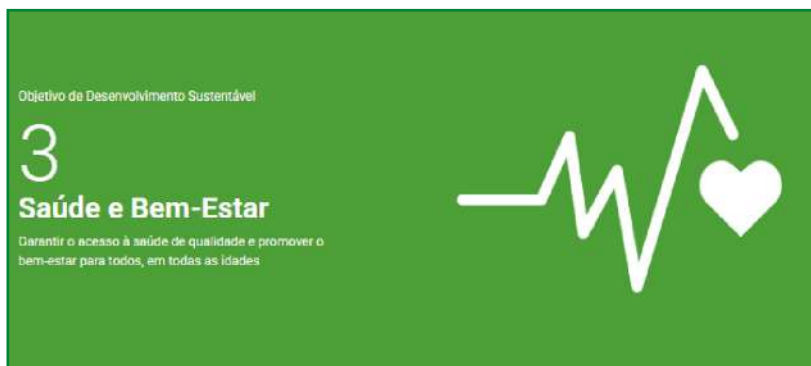 Objetivo de Desenvolvimento Sustentável
3
Saúde e Bem-Estar
Garantir o acesso à saúde de qualidade e promover o
bem-estar para todos, em todas as idades